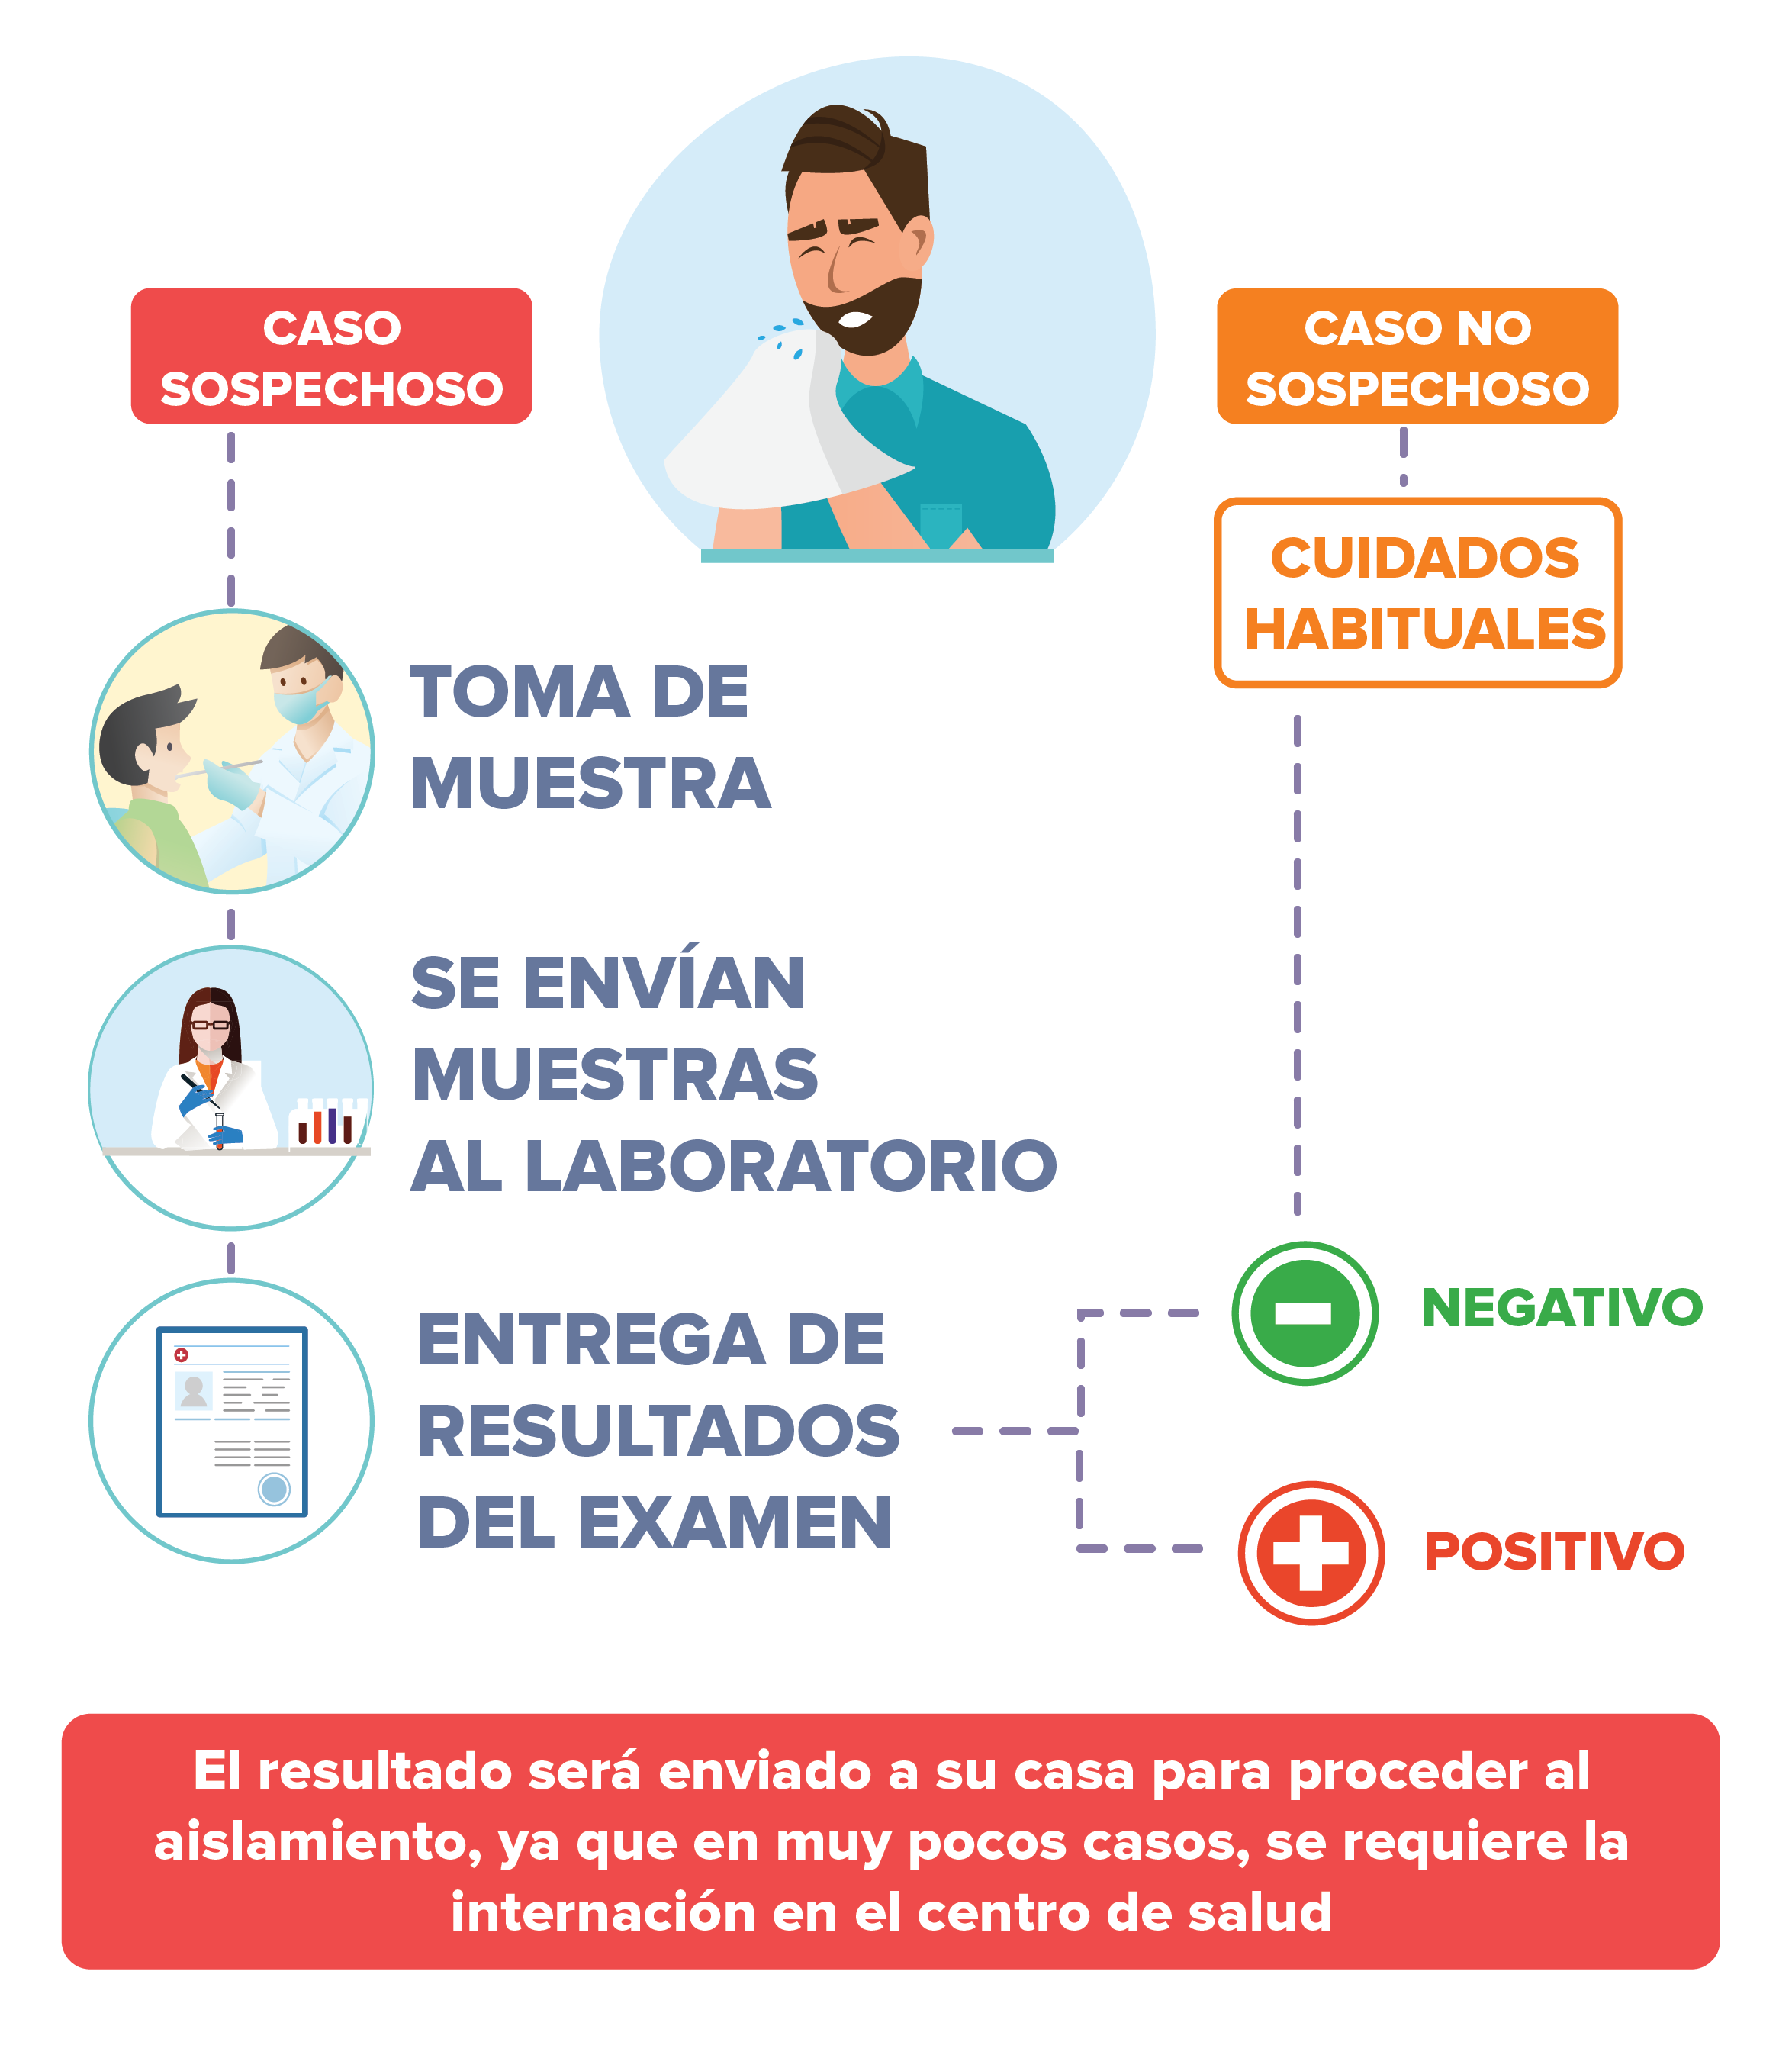 CASO
SOSPECHOSO
CASO NO
SOSPECHOSO
CUIDADOS
HABITUALES
TOMA DE
MUESTRA
SE ENVÍAN
MUESTRAS
AL LABORATORIO
ENTREGA DE
RESULTADOS
DEL EXAMEN
NEGATIVO
POSITIVO
El resultado será enviado a su casa para proceder al
aislamiento, ya que en muy pocos casos, se requiere la
internación en el centro de salud